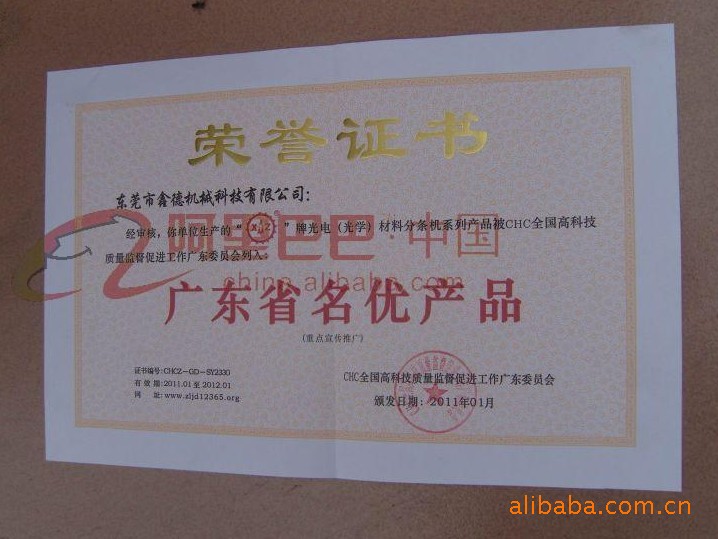 荣誉证书
东莞市鑫德机械科技有限公司：
经审核，你单位生产的“ ”牌光电（光学）材料分条机系列产品被CHC全国高科技
质量监督促进工作广东委员会列入：
阿里巴巴·中国
china.alibaba.com
广东省名优产品
(重点宣传推广)
证书编号:CHCZ-GD-SY2330
有 效 期:2011.01 至 2012.01
网 址: www.zljd12365.org
CHC全国高科技质量监督促进工作广东委员会
颁发日期: 2011年01月
alibaba.com.cn